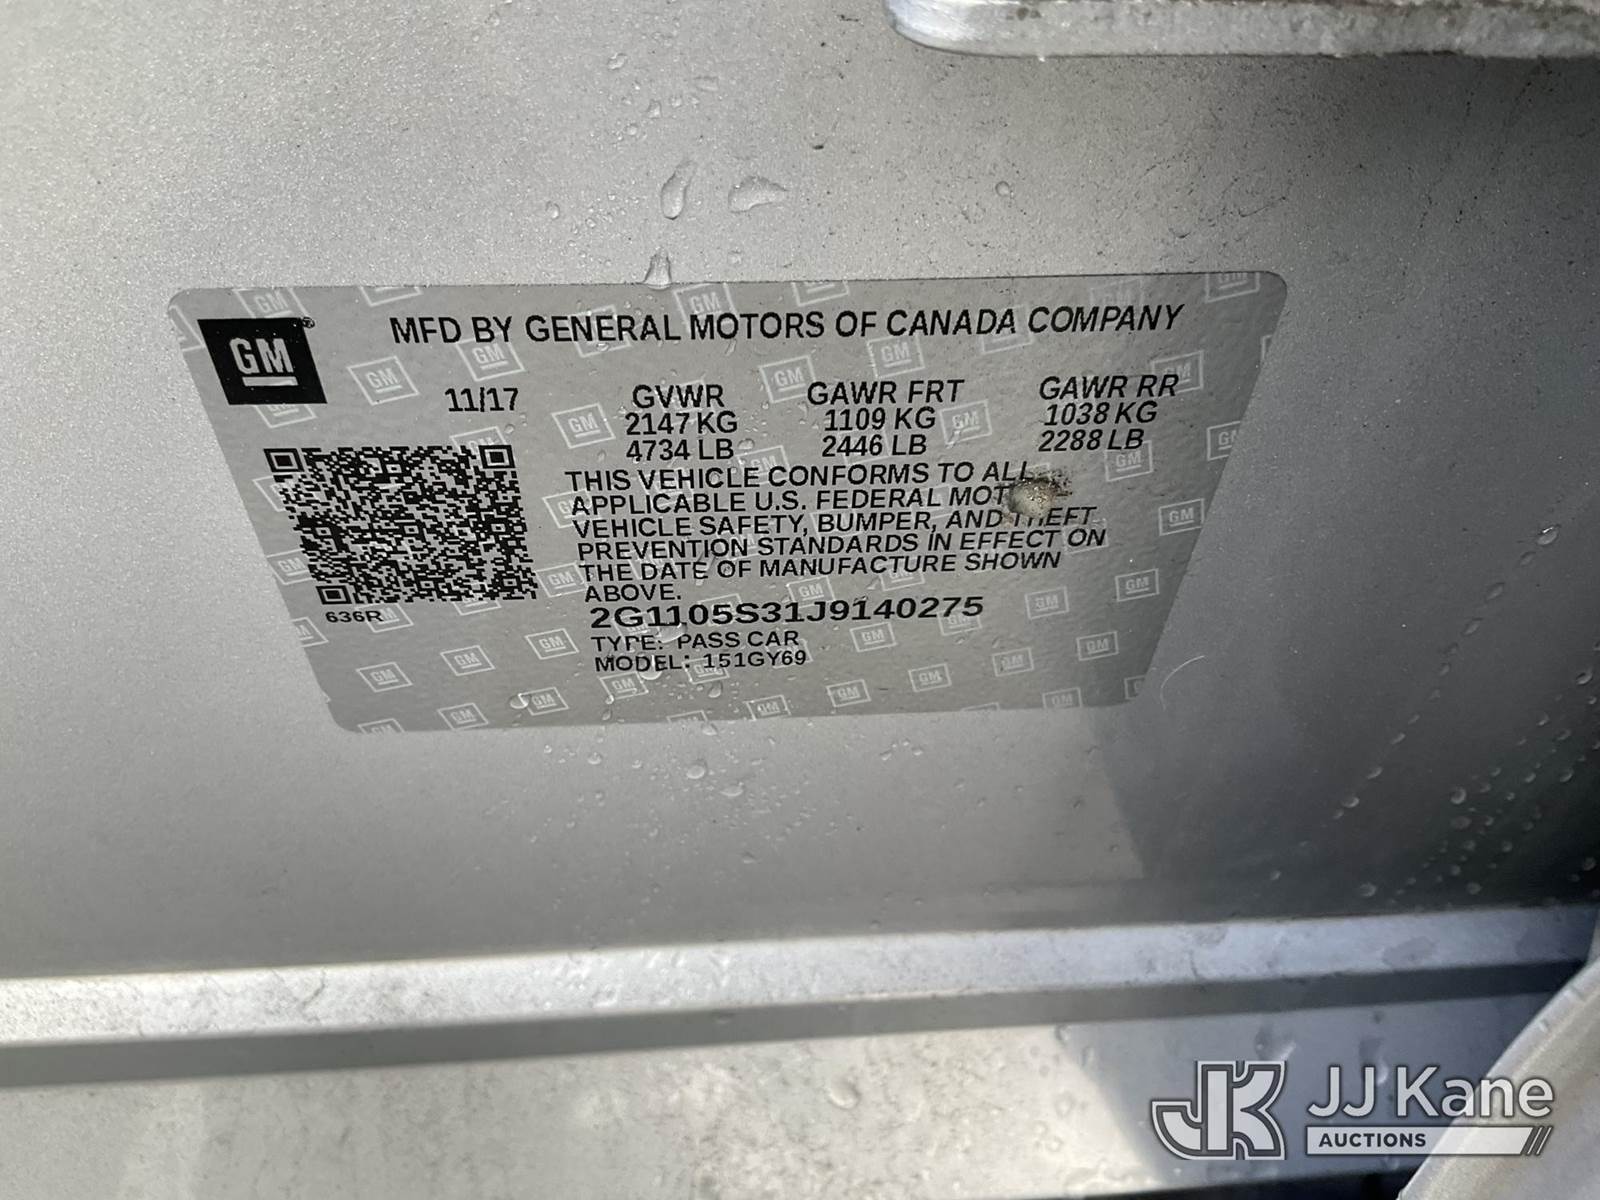 GM
MFD BY GENERAL MOTORS OF CANADA COMPANY
11/17 GVWR GAWR FRT GAWR RR
2147 KG 1109 KG 1038 KG
4734 LB 2446 LB 2288 LB
THIS VEHICLE CONFORMS TO ALL
APPLICABLE U.S. FEDERAL MOT
VEHICLE SAFETY, BUMPER, AND THEFT
PREVENTION STANDARDS IN EFFECT ON
THE DATE OF MANUFACTURE SHOWN
ABOVE.
636R
2G1105S31J9140275
TYPE: PASS CAR
MODEL: 151GY69
JK JJ Kane
AUCTIONS